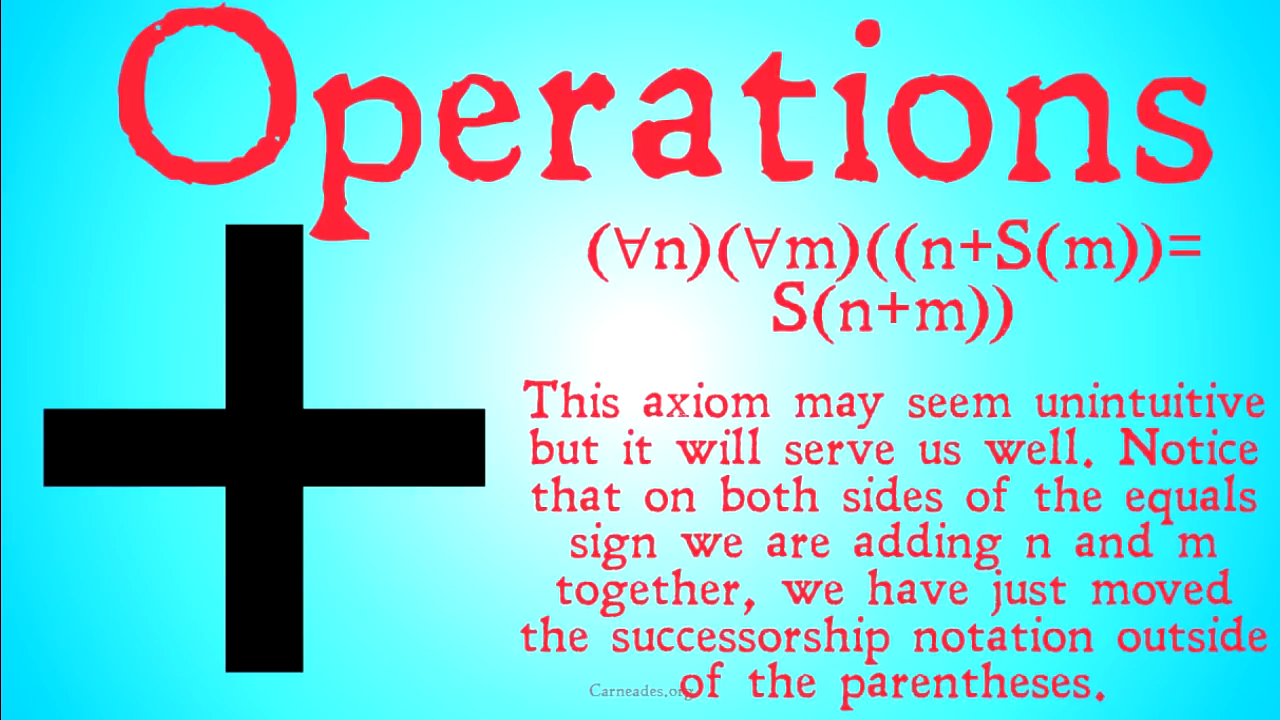 Operations
(∀n)(∀m)((n+S(m))=
S(n+m))
This axiom may seem unintuitive
but it will serve us well. Notice
that on both sides of the equals
sign we are adding n and m
together, we have just moved
the successorship notation outside
of the parentheses.
Carneades.org